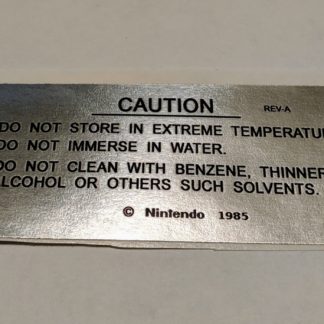 CAUTION REV-A
DO NOT STORE IN EXTREME TEMPERATU
DO NOT IMMERSE IN WATER.
DO NOT CLEAN WITH BENZENE, THINNER
ALCOHOL OR OTHERS SUCH SOLVENTS.
© Nintendo 1985